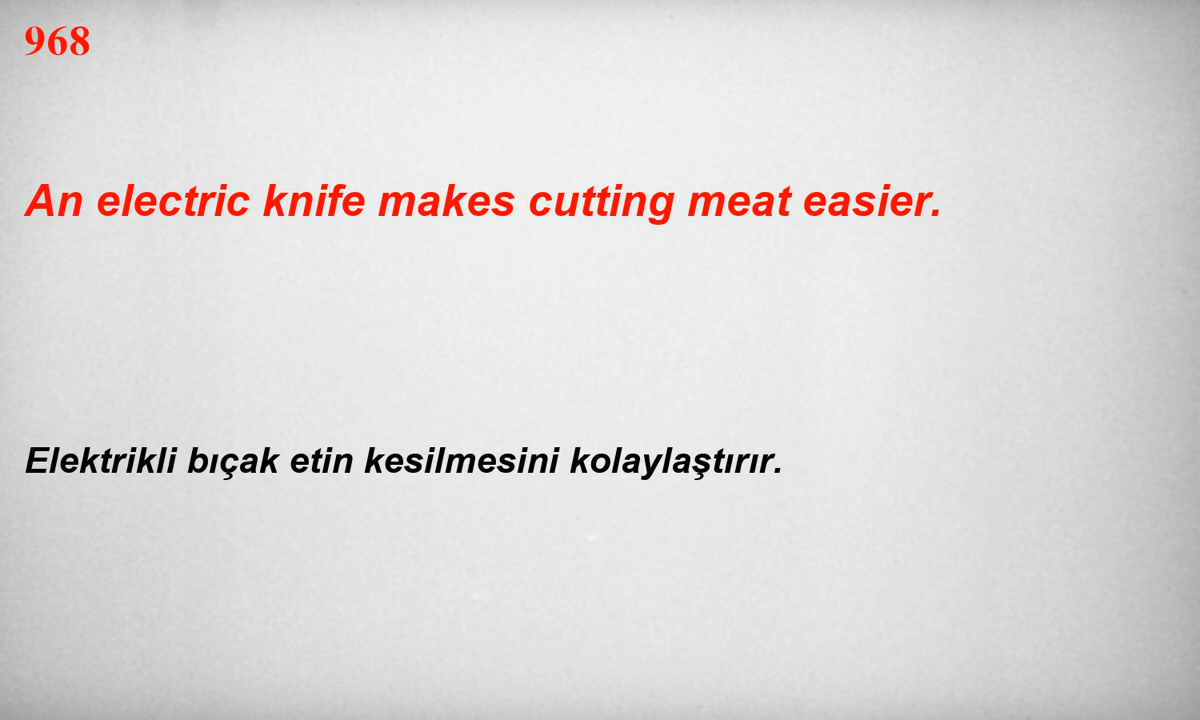 968
An electric knife makes cutting meat easier.
Elektrikli bıçak etin kesilmesini kolaylaştırır.